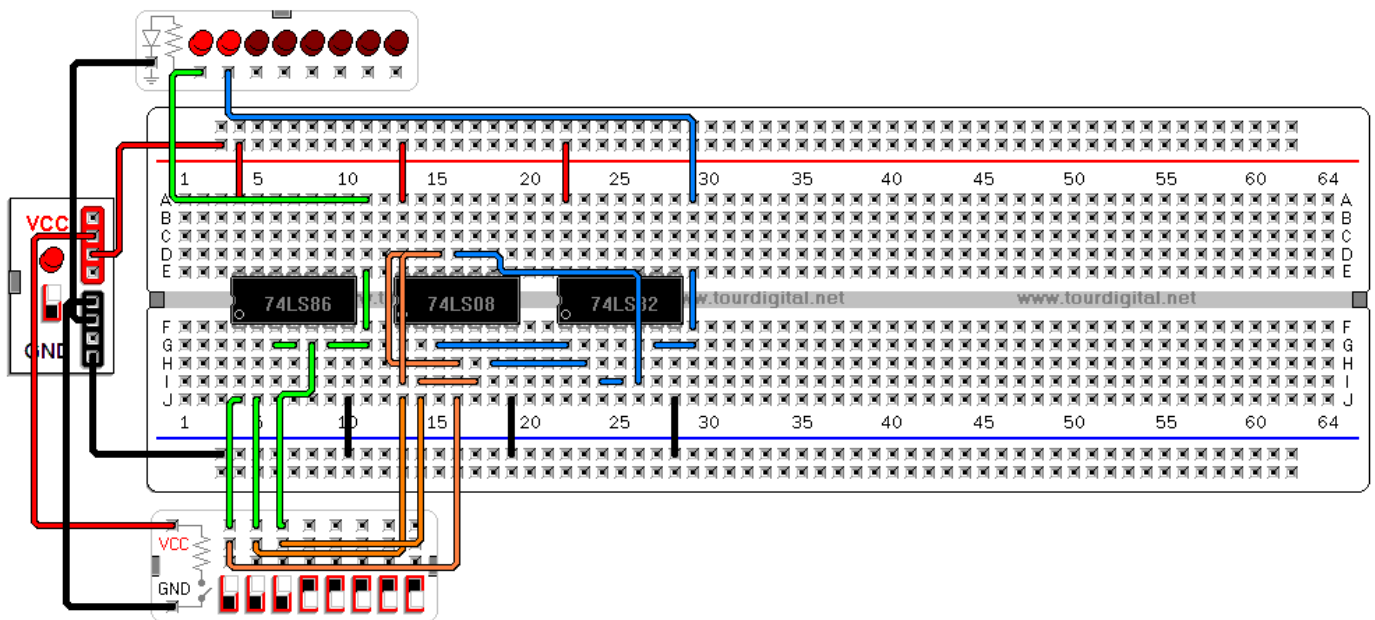 1 5 10 15 20 25 30 35 40 45 50 55 60 64
A A
B B
VCC
C C
D D
E E
74LS86 w.t 74LS08 74LS32 w.tourdigital.net www.tourdigital.net
F F
GND
G G
H H
I I
J J
1 5 10 15 20 25 30 35 40 45 50 55 60 64
VCC
GND